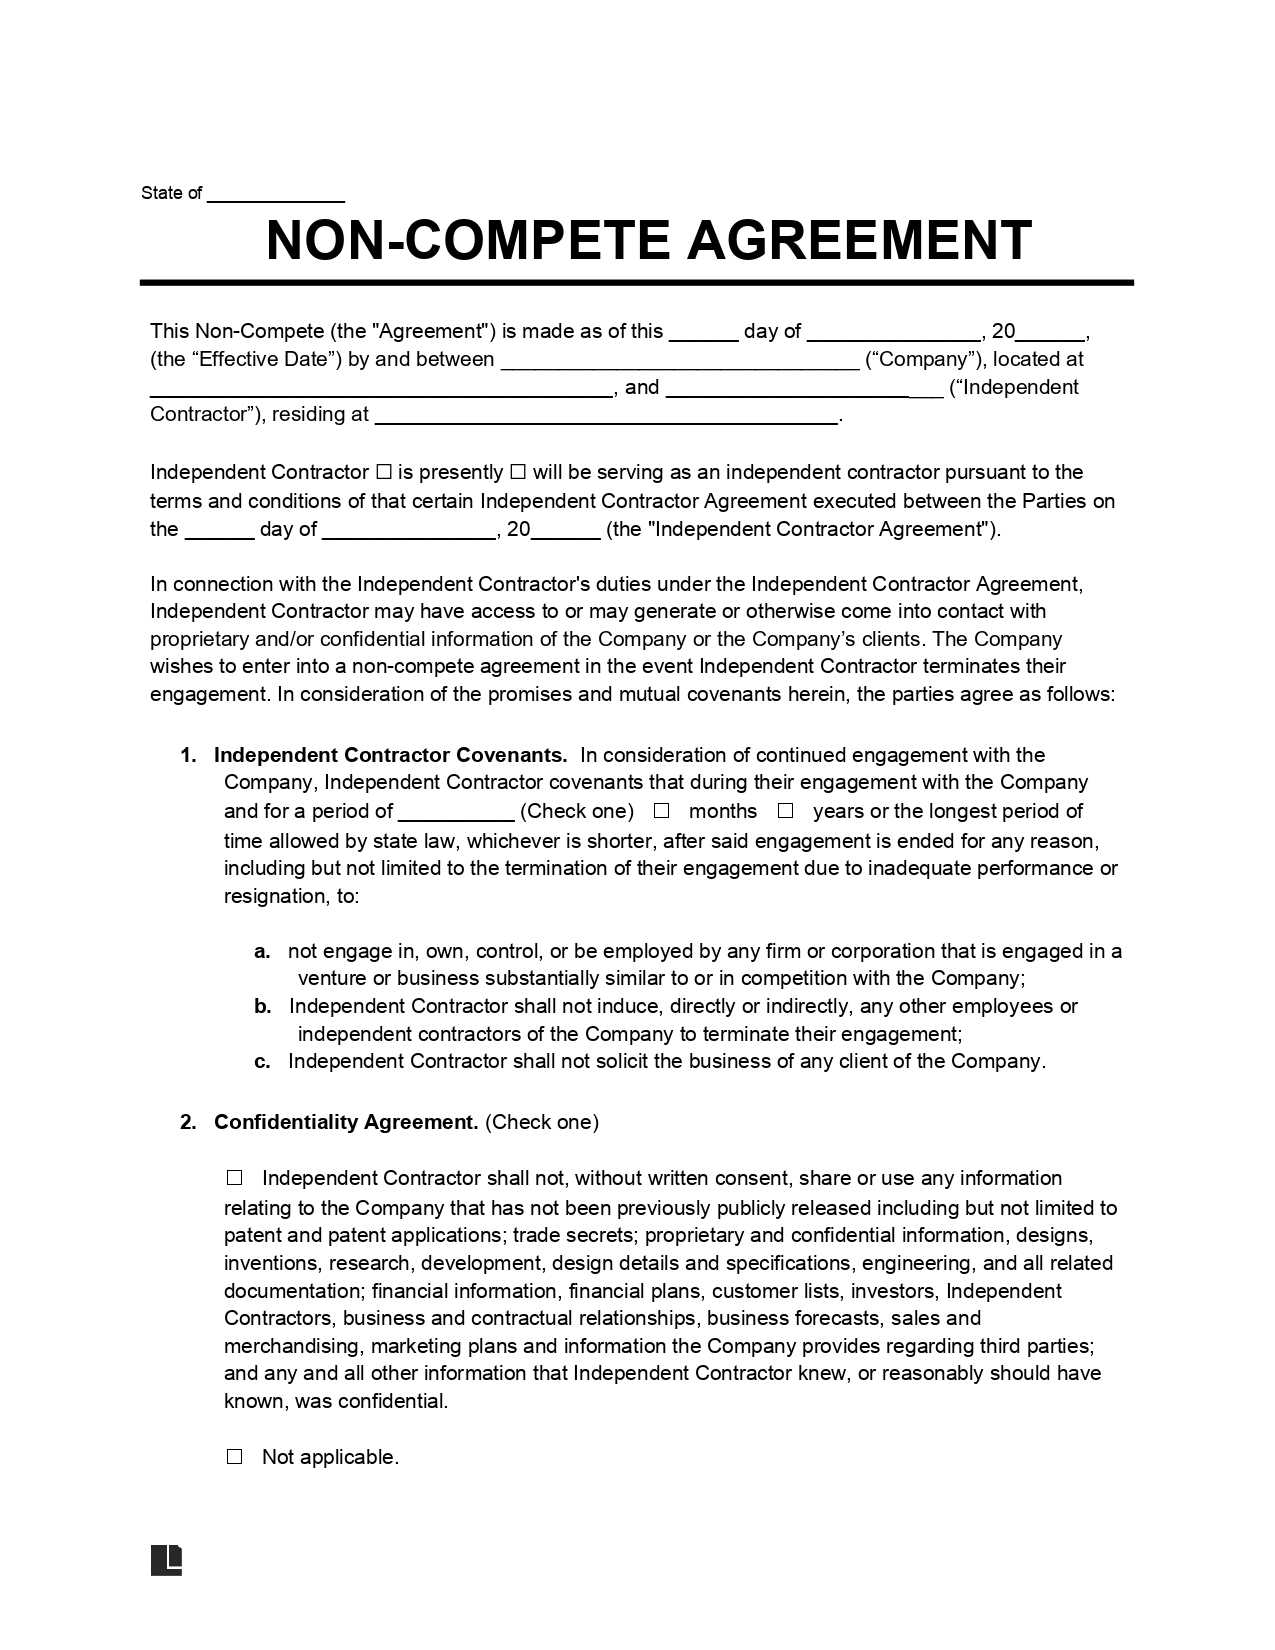 State of ______________
NON-COMPETE AGREEMENT
This Non-Compete (the "Agreement") is made as of this ______ day of _______________, 20______,
(the “Effective Date”) by and between _______________________________ (“Company”), located at
________________________________________, and ________________________ (“Independent
Contractor”), residing at ________________________________________.
Independent Contractor ☐ is presently ☐ will be serving as an independent contractor pursuant to the
terms and conditions of that certain Independent Contractor Agreement executed between the Parties on
the ______ day of _______________, 20______ (the "Independent Contractor Agreement").
In connection with the Independent Contractor's duties under the Independent Contractor Agreement,
Independent Contractor may have access to or may generate or otherwise come into contact with
proprietary and/or confidential information of the Company or the Company’s clients. The Company
wishes to enter into a non-compete agreement in the event Independent Contractor terminates their
engagement. In consideration of the promises and mutual covenants herein, the parties agree as follows:
1. Independent Contractor Covenants. In consideration of continued engagement with the
Company, Independent Contractor covenants that during their engagement with the Company
and for a period of __________ (Check one) ☐ months ☐ years or the longest period of
time allowed by state law, whichever is shorter, after said engagement is ended for any reason,
including but not limited to the termination of their engagement due to inadequate performance or
resignation, to:
a. not engage in, own, control, or be employed by any firm or corporation that is engaged in a
venture or business substantially similar to or in competition with the Company;
b. Independent Contractor shall not induce, directly or indirectly, any other employees or
independent contractors of the Company to terminate their engagement;
c. Independent Contractor shall not solicit the business of any client of the Company.
2. Confidentiality Agreement. (Check one)
☐ Independent Contractor shall not, without written consent, share or use any information
relating to the Company that has not been previously publicly released including but not limited to
patent and patent applications; trade secrets; proprietary and confidential information, designs,
inventions, research, development, design details and specifications, engineering, and all related
documentation; financial information, financial plans, customer lists, investors, Independent
Contractors, business and contractual relationships, business forecasts, sales and
merchandising, marketing plans and information the Company provides regarding third parties;
and any and all other information that Independent Contractor knew, or reasonably should have
known, was confidential.
☐ Not applicable.